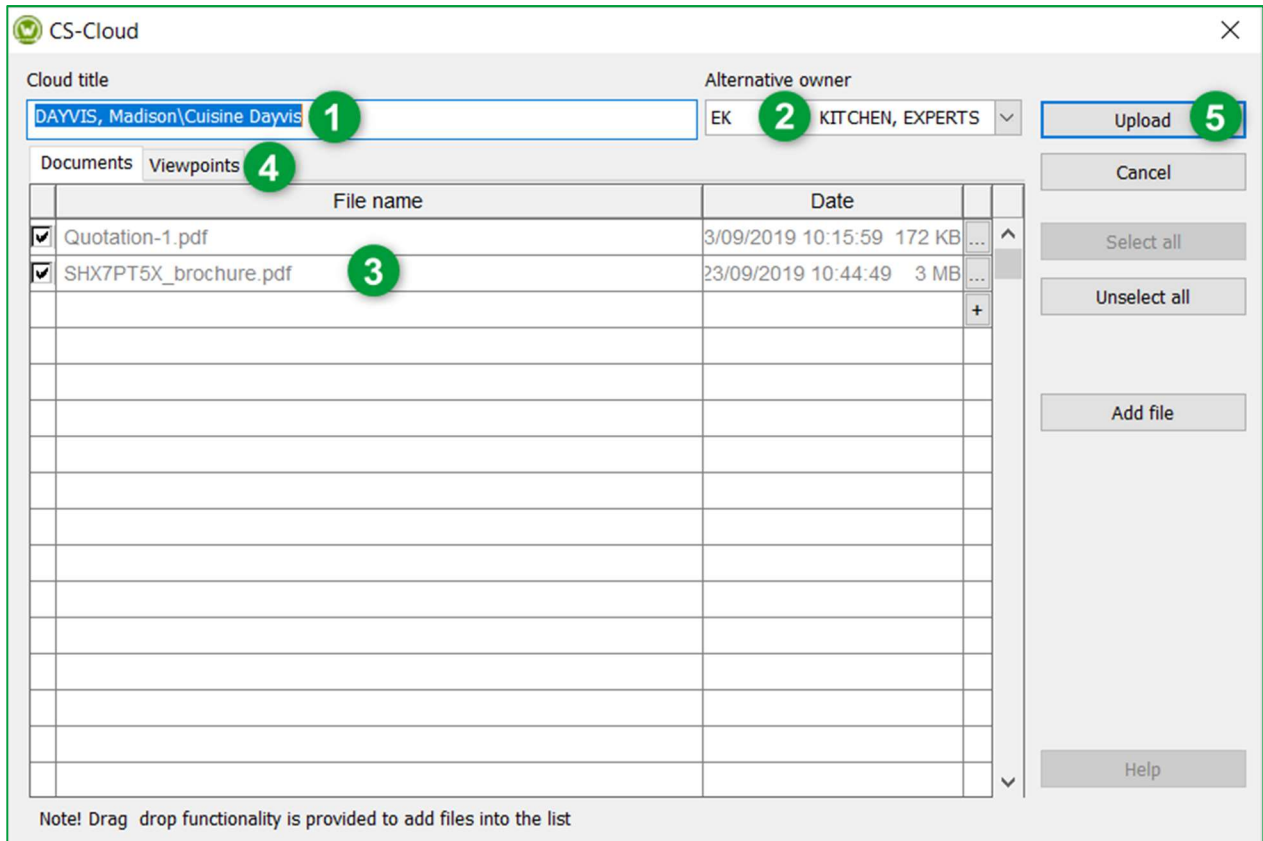 CS-Cloud
Cloud title
Alternative owner
DAYVIS, Madison\Cuisine Dayvis 1
EK 2 KITCHEN, EXPERTS
Upload 5
Documents Viewpoints 4
Cancel
File name Date
Quotation-1.pdf 3/09/2019 10:15:59 172 KB ...
Select all
SHX7PT5X_brochure.pdf 3 23/09/2019 10:44:49 3 MB ...
Unselect all
+
Add file
Help
Note! Drag drop functionality is provided to add files into the list